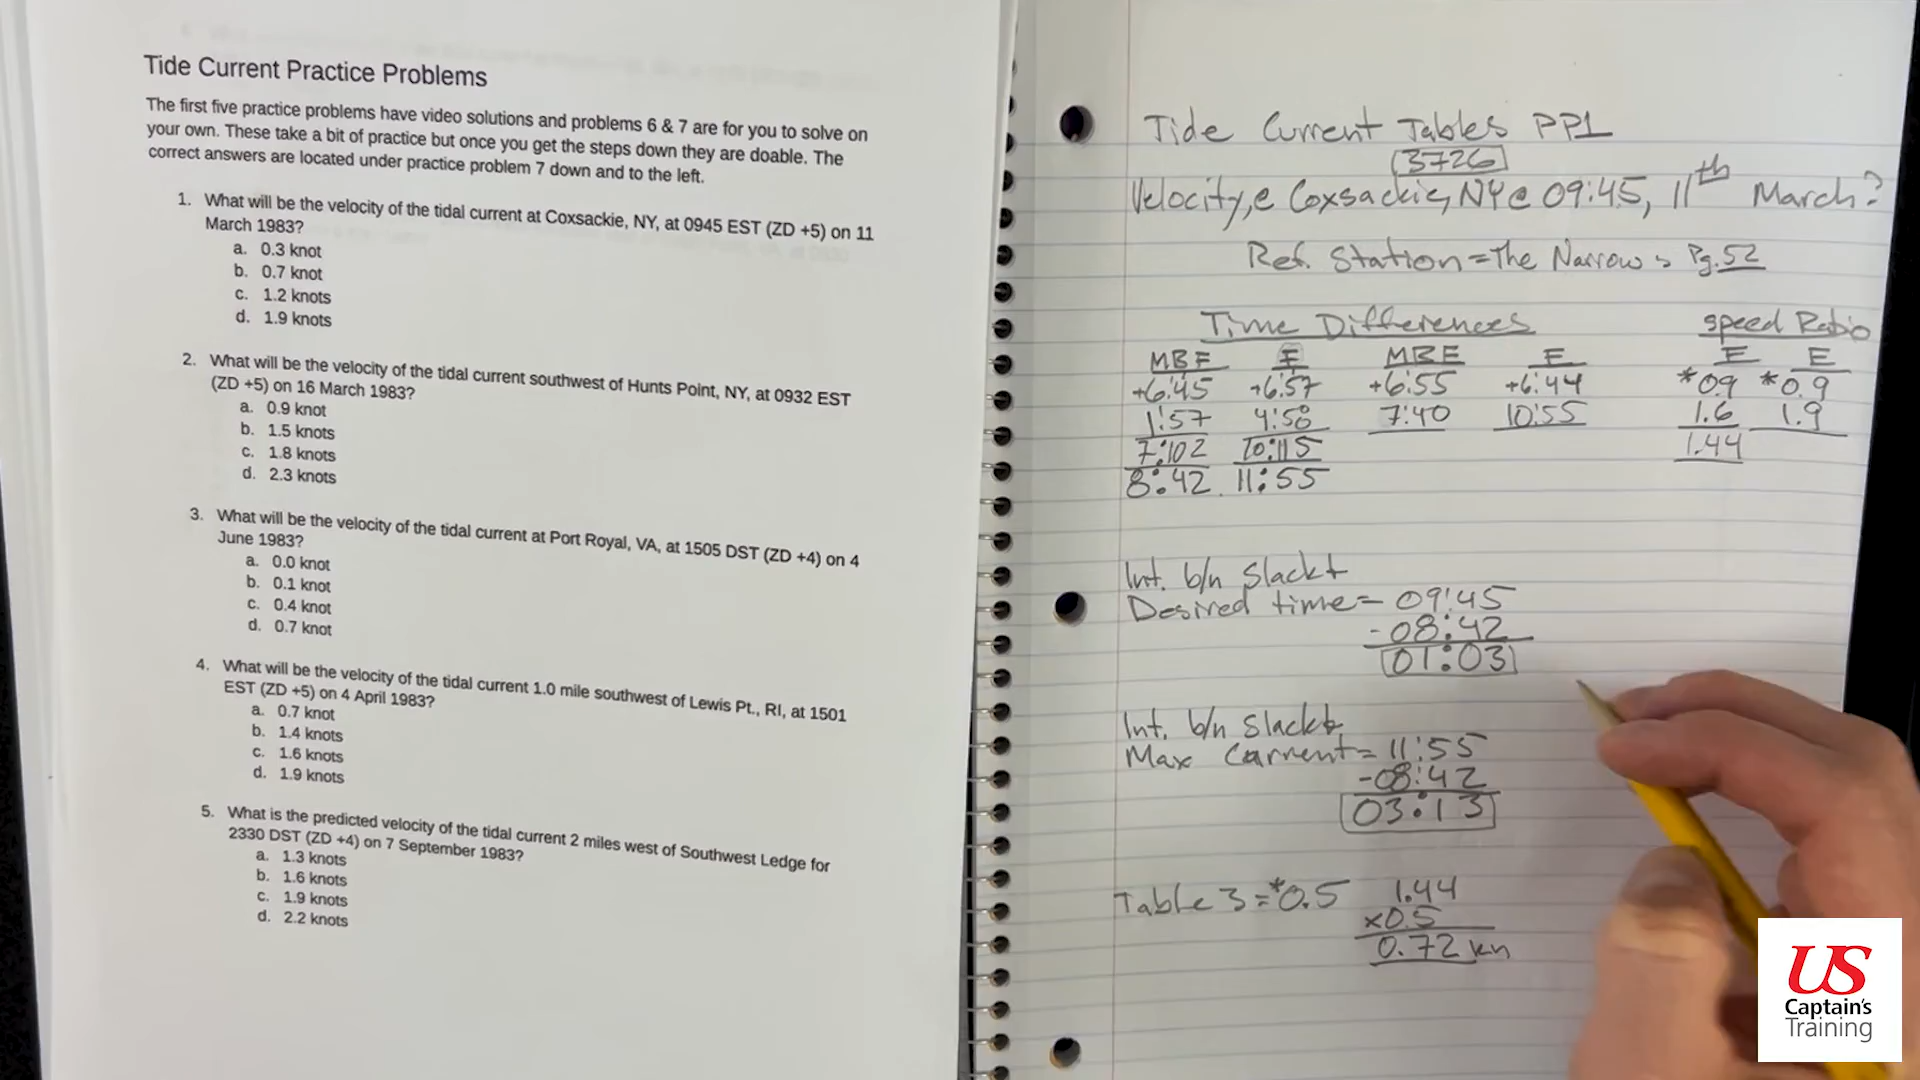 Tide Current Practice Problems
The first five practice problems have video solutions and problems 6 & 7 are for you to solve on
your own. These take a bit of practice but once you get the steps down they are doable. The
correct answers are located under practice problem 7 down and to the left.
1. What will be the velocity of the tidal current at Coxsackie, NY, at 0945 EST (ZD +5) on 11
March 1983?
a. 0.3 knot
b. 0.7 knot
c. 1.2 knots
d. 1.9 knots
2. What will be the velocity of the tidal current southwest of Hunts Point, NY, at 0932 EST
(ZD +5) on 16 March 1983?
a. 0.9 knot
b. 1.5 knots
c. 1.8 knots
d. 2.3 knots
3. What will be the velocity of the tidal current at Port Royal, VA, at 1505 DST (ZD +4) on 4
June 1983?
a. 0.0 knot
b. 0.1 knot
c. 0.4 knot
d. 0.7 knot
4. What will be the velocity of the tidal current 1.0 mile southwest of Lewis Pt., RI, at 1501
EST (ZD +5) on 4 April 1983?
a. 0.7 knot
b. 1.4 knots
c. 1.6 knots
d. 1.9 knots
5. What is the predicted velocity of the tidal current 2 miles west of Southwest Ledge for
2330 DST (ZD +4) on 7 September 1983?
a. 1.3 knots
b. 1.6 knots
c. 1.9 knots
d. 2.2 knots
Tide Current Tables PP1
3726
Velocity, @ Coxsackie, NY @ 09:45, 11th March?
Ref. Station = The Narrows Pg. 52
Time Differences speed Ratio
MBF F MBE E F E
+6:45 +6:57 +6:55 +6:44 *0.9 *0.9
1:57 4:58 7:40 10:55 1.6 1.9
7:102 10:115 1.44
8:42 11:55
Int. b/n Slack &
Desired time = 09:45
- 08:42
01:03
Int. b/n Slack &
Max Current = 11:55
- 08:42
03:13
Table 3 = *0.5 1.44
x0.5
0.72 kn
US
Captain's
Training